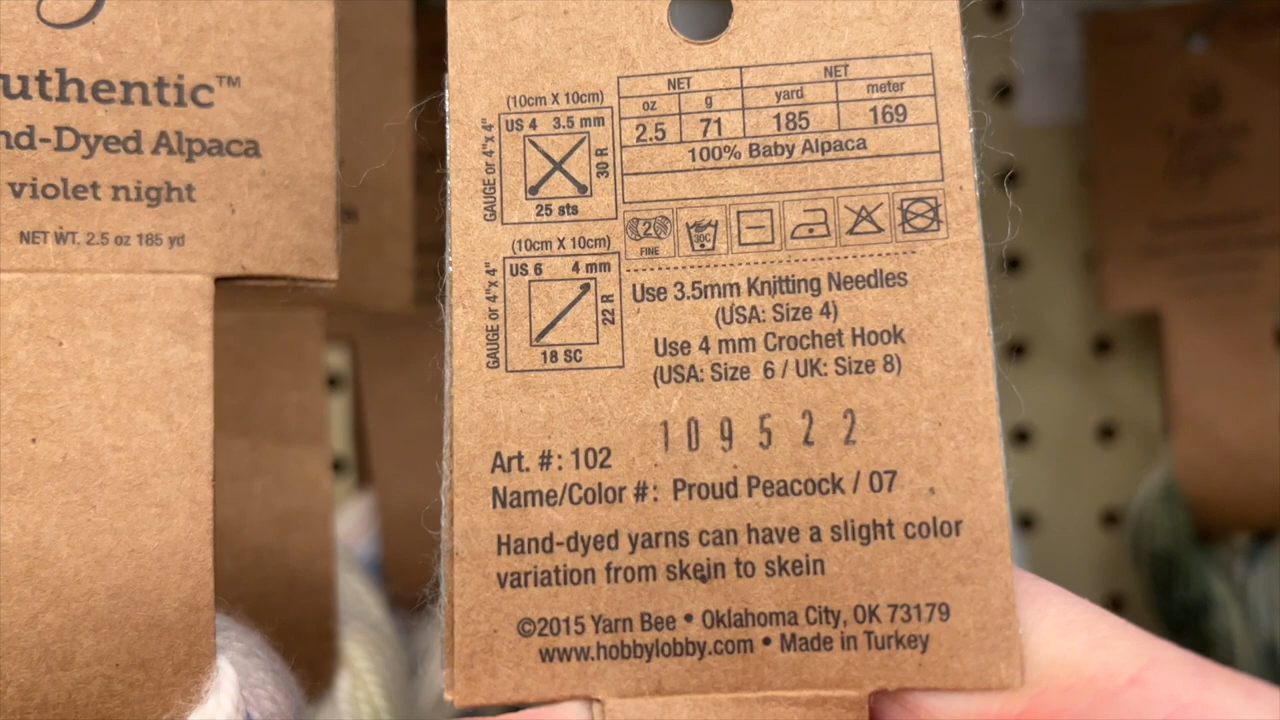 uthentic™
nd-Dyed Alpaca
violet night
NET WT. 2.5 oz 185 yd
NET NET
oz g yard meter
2.5 71 185 169
100% Baby Alpaca
(10cm X 10cm)
US 4 3.5 mm
GAUGE or 4"x 4"
30 R
25 sts
2
FINE
30C
(10cm X 10cm)
US 6 4 mm
GAUGE or 4"x 4"
22 R
18 SC
Use 3.5mm Knitting Needles
(USA: Size 4)
Use 4 mm Crochet Hook
(USA: Size 6 / UK: Size 8)
109522
Art. #: 102
Name/Color #: Proud Peacock / 07
Hand-dyed yarns can have a slight color
variation from skein to skein
©2015 Yarn Bee • Oklahoma City, OK 73179
www.hobbylobby.com • Made in Turkey